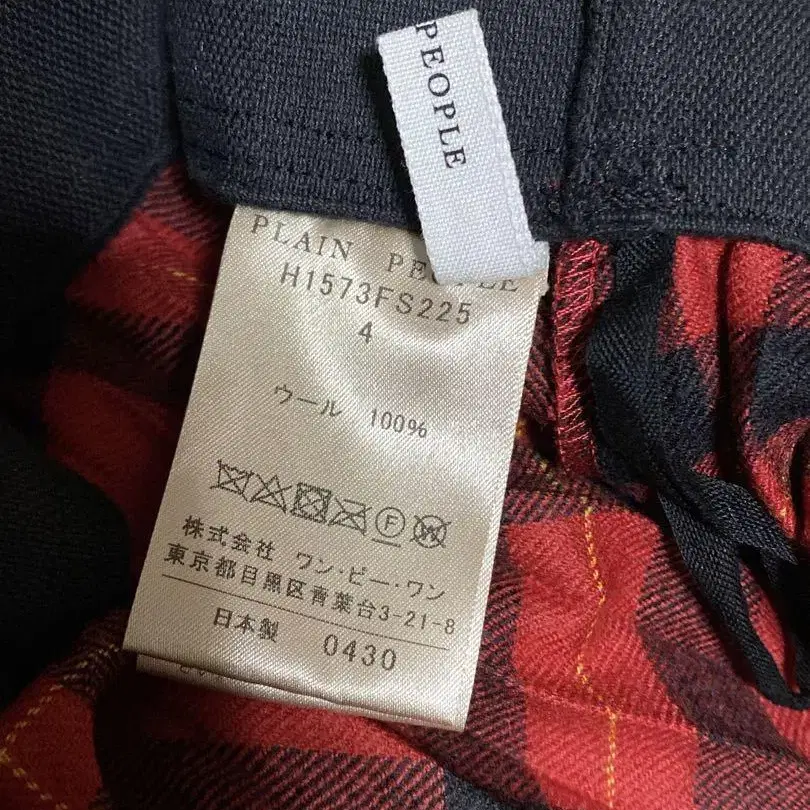 PEOPLE
PLAIN PEOPLE
H1573FS225
4
ウール 100%
F W
株式会社 ワン・ピー・ワン
東京都目黒区青葉台3-21-8
日本製 0430